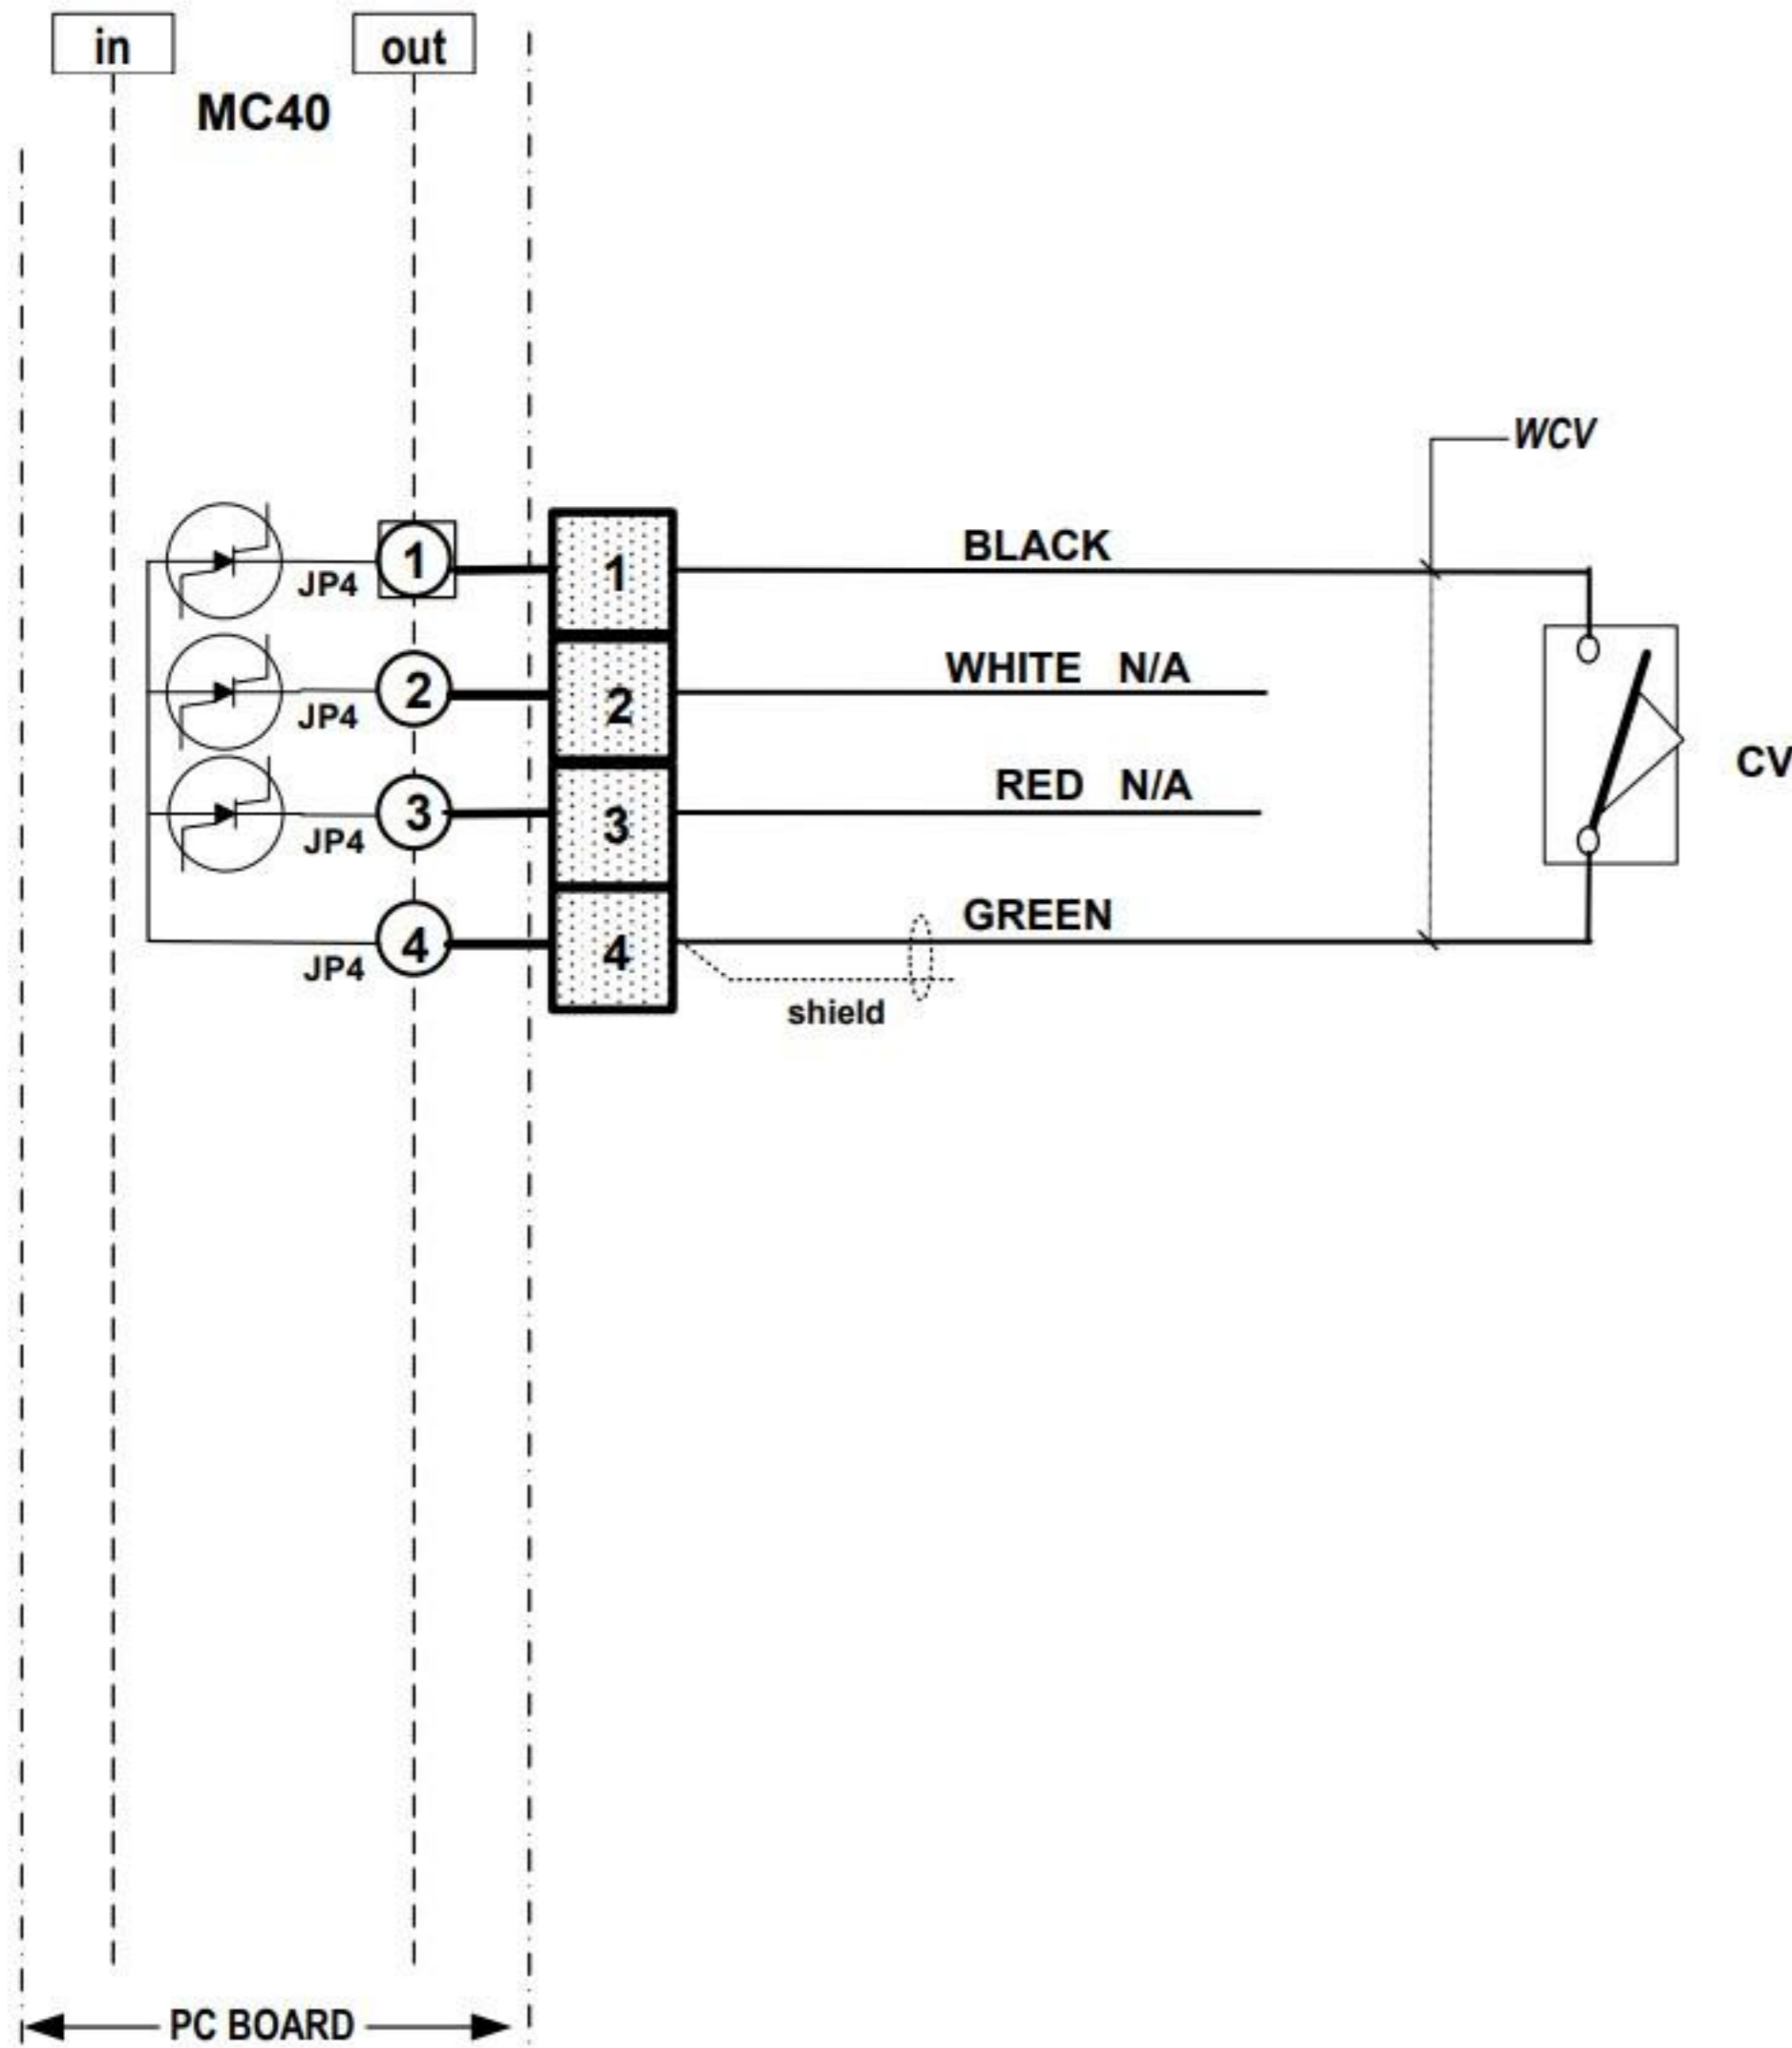 in
out
MC40
WCV
BLACK
1
1
JP4
WHITE N/A
2
2
JP4
RED N/A
3
3
JP4
GREEN
4
4
JP4
shield
CV
PC BOARD